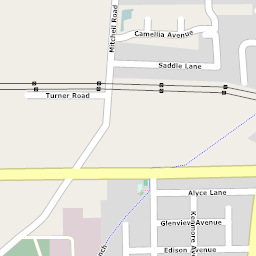 Mitchell Road
Camellia Avenue
Saddle Lane
Turner Road
Alyce Lane
Glenview Avenue
Kenmore Avenue
Edison Avenue